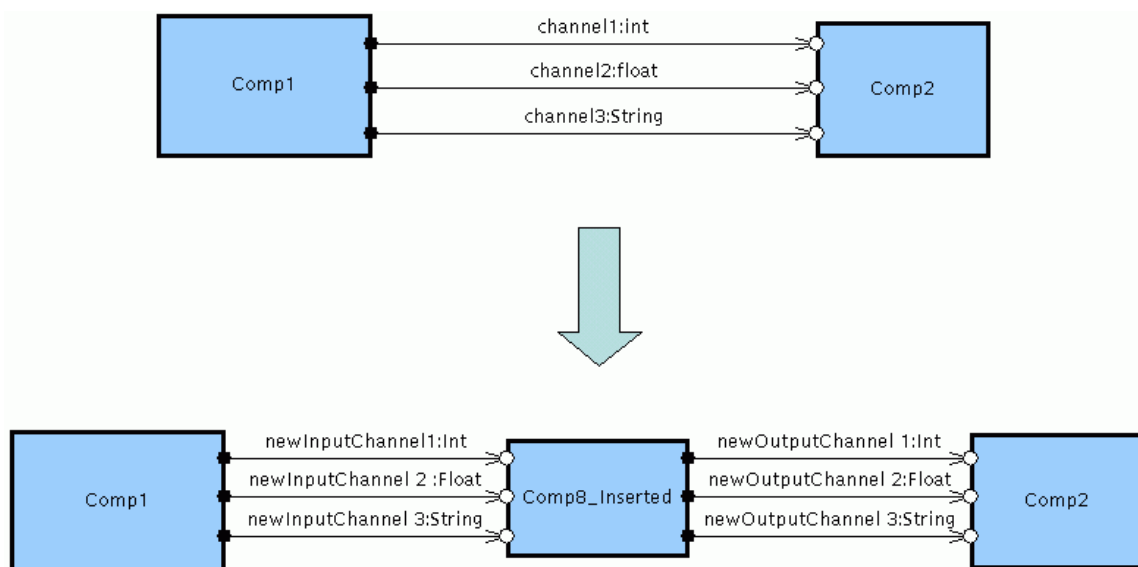 channel1:int
Comp1
channel2:float
Comp2
channel3:String
newInputChannel1:Int
newOutputChannel 1:Int
Comp1
newInputChannel 2 :Float
Comp8_Inserted
newOutputChannel 2:Float
Comp2
newInputChannel 3:String
newOutputChannel 3:String